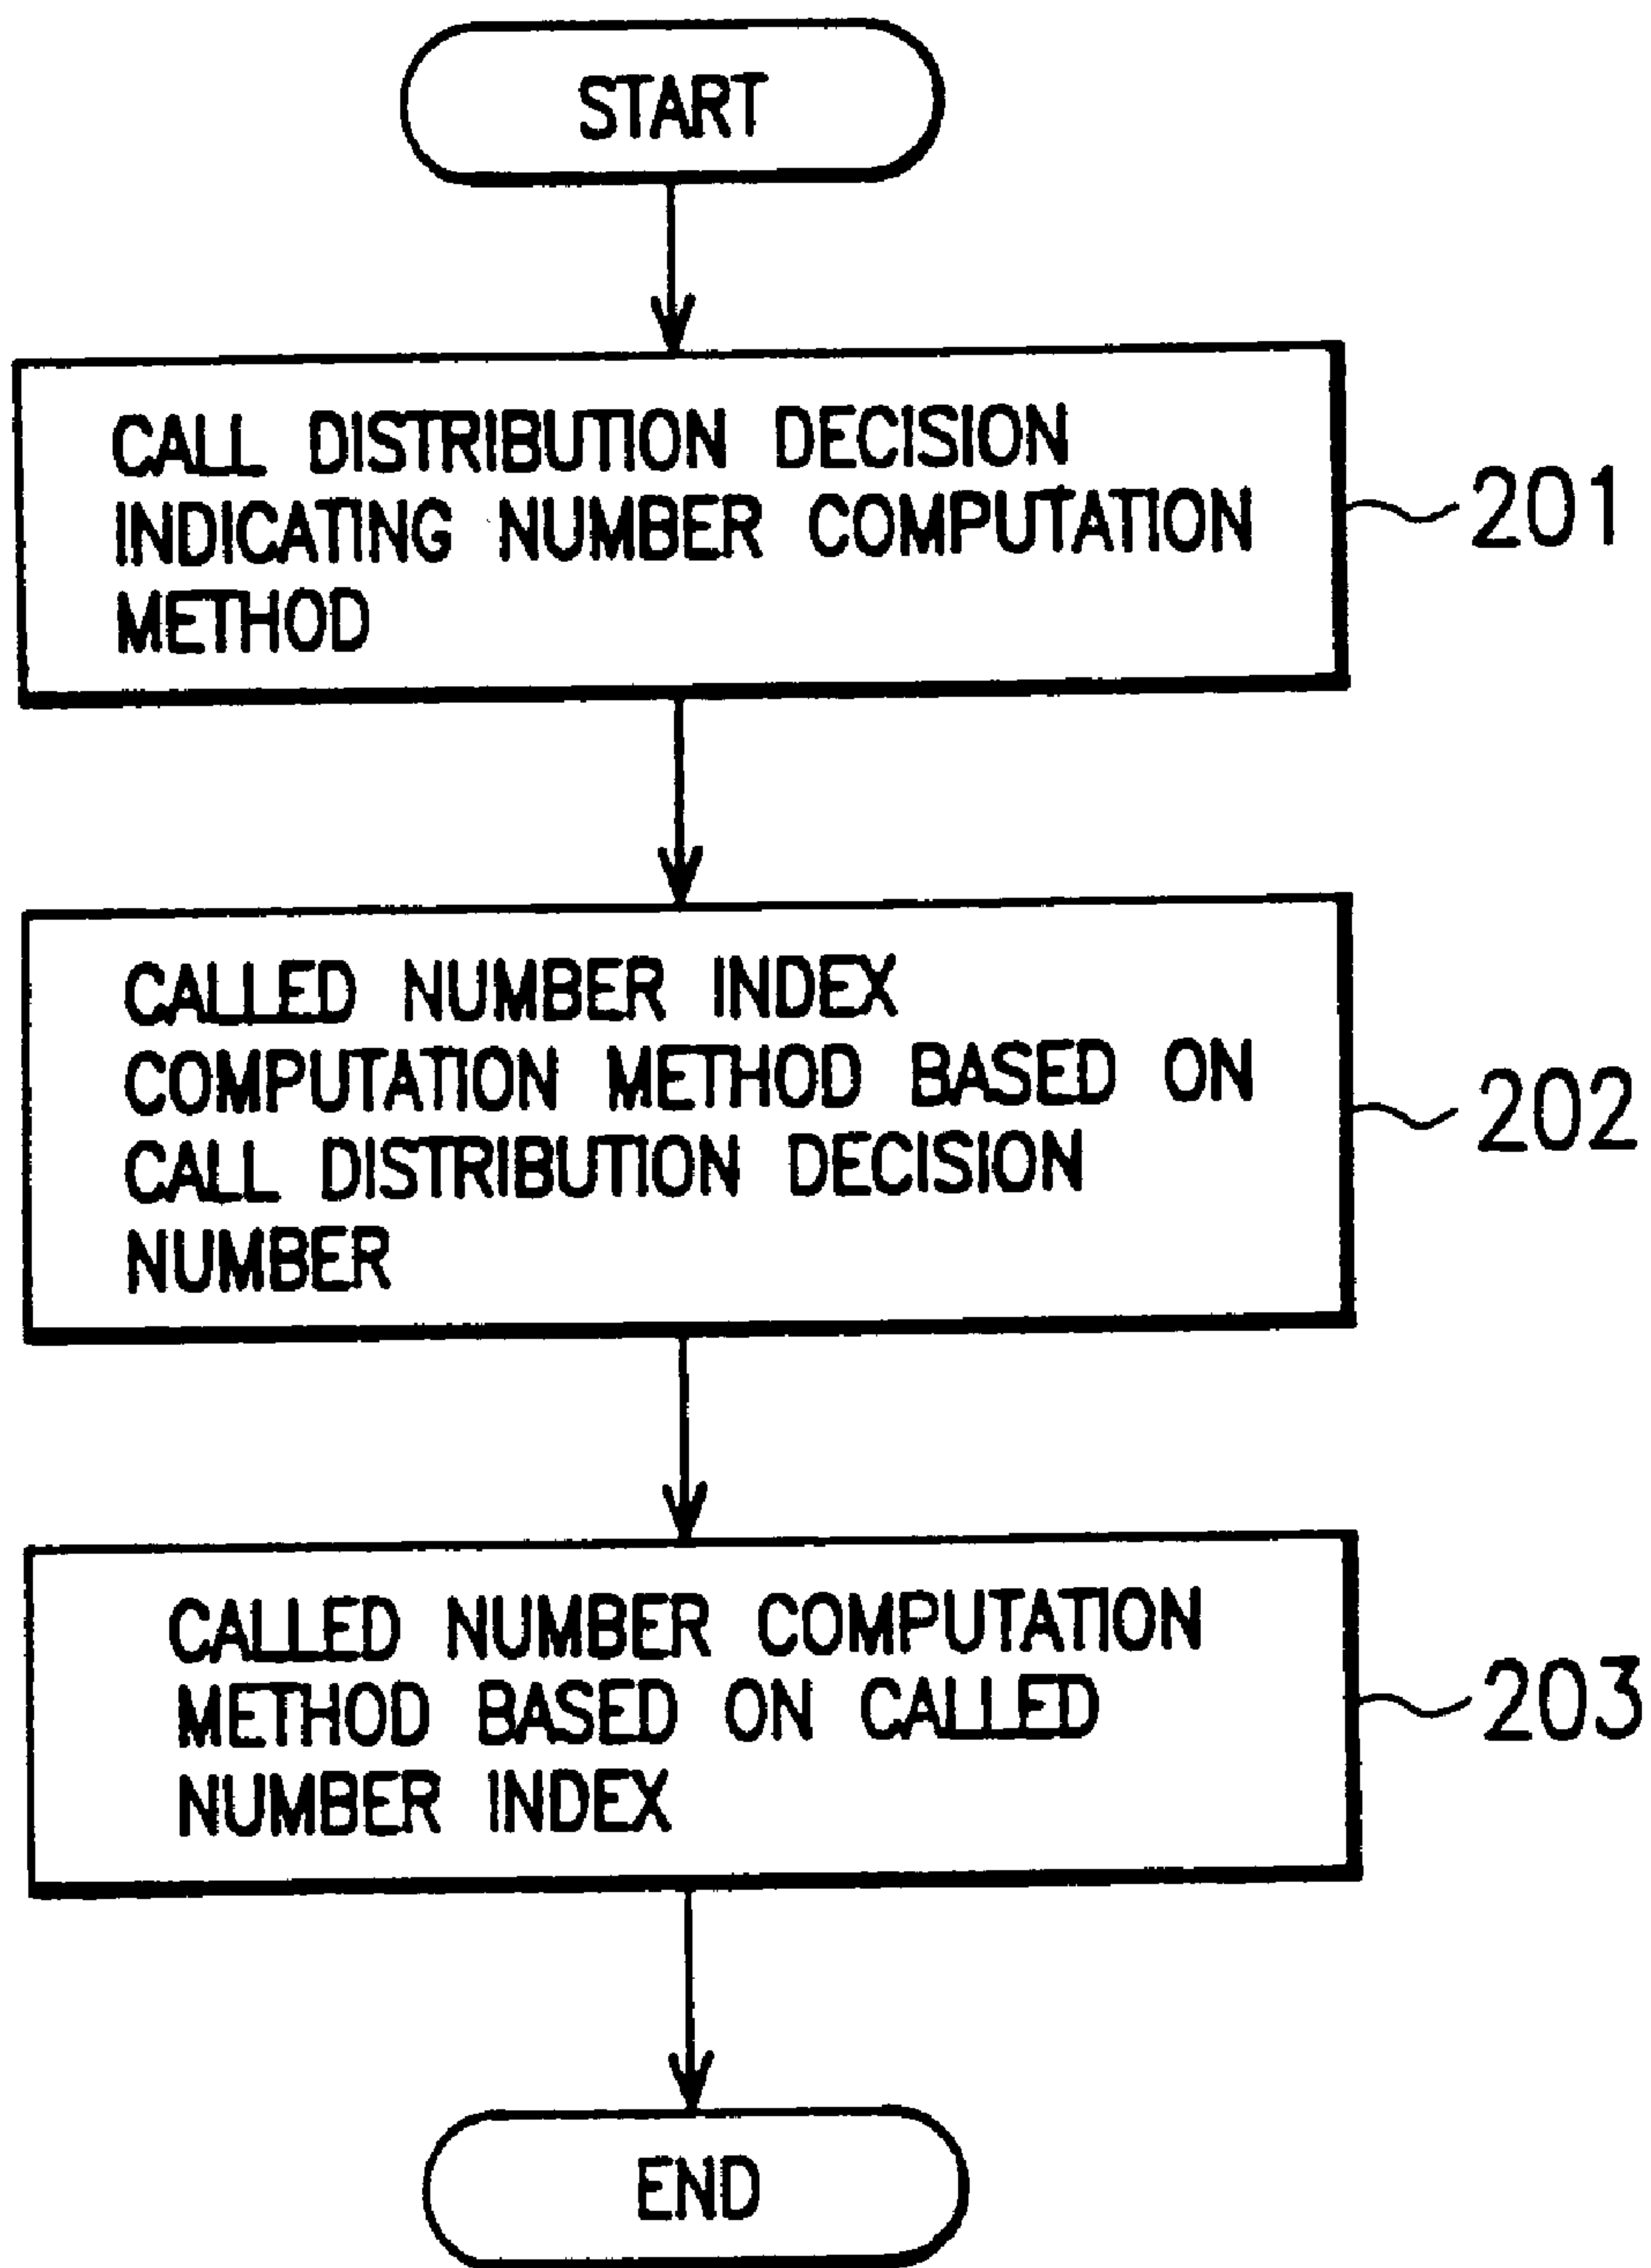 START
CALL DISTRIBUTION DECISION
INDICATING NUMBER COMPUTATION
METHOD
201
CALLED NUMBER INDEX
COMPUTATION METHOD BASED ON
CALL DISTRIBUTION DECISION
NUMBER
202
CALLED NUMBER COMPUTATION
METHOD BASED ON CALLED
NUMBER INDEX
203
END